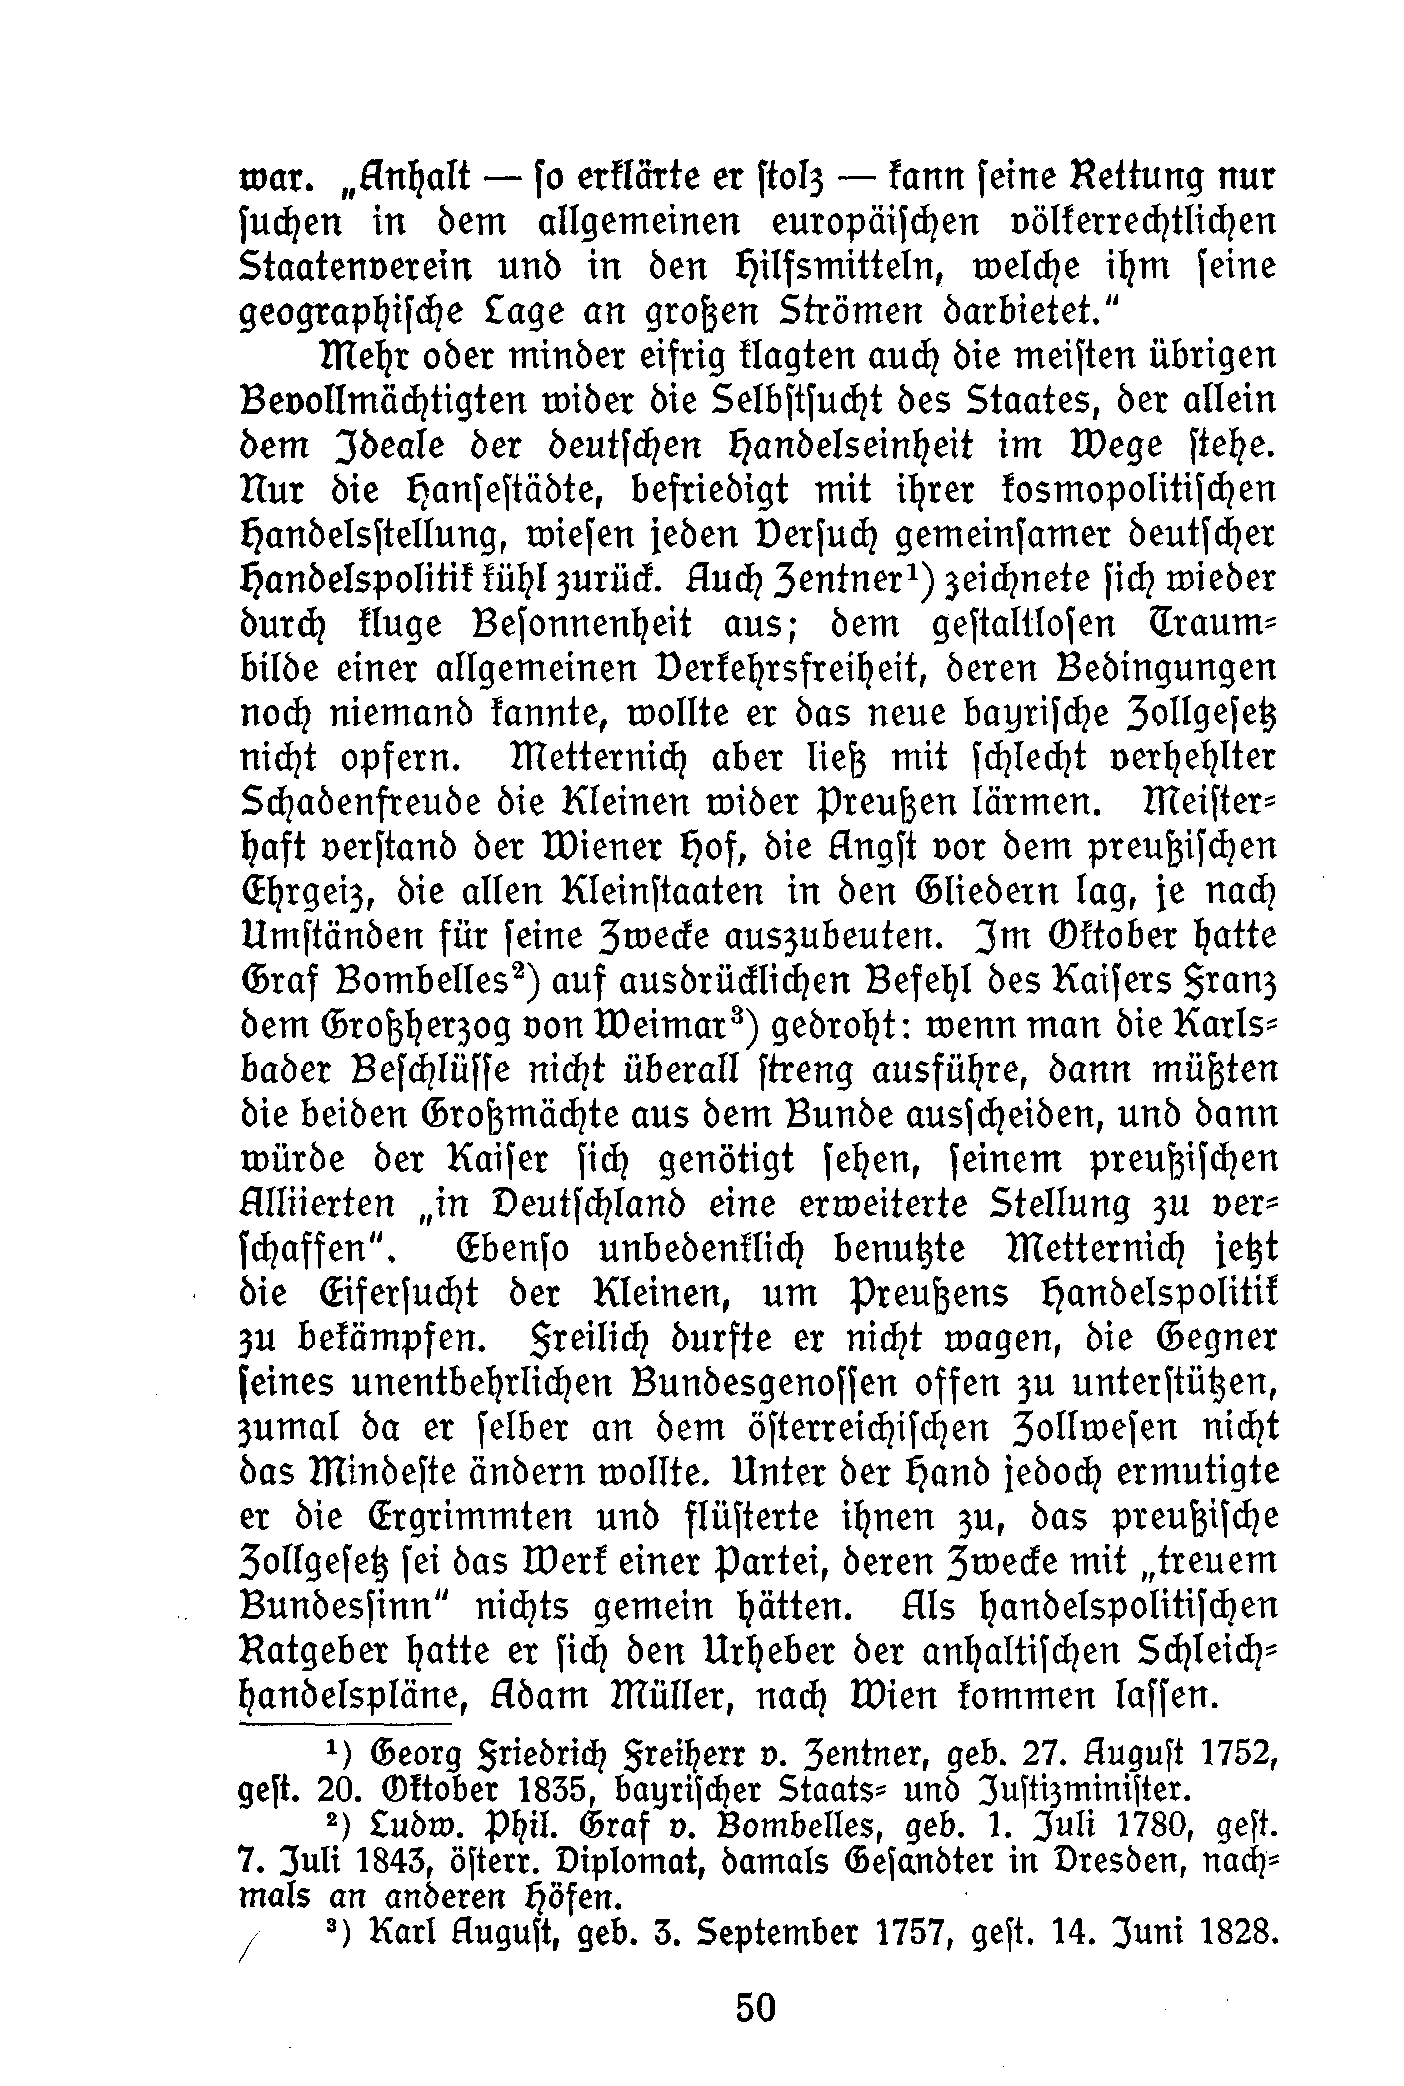 war. „Anhalt — so erklärte er stolz — kann seine Rettung nur
suchen in dem allgemeinen europäischen völkerrechtlichen
Staatenverein und in den Hilfsmitteln, welche ihm seine
geographische Lage an großen Strömen darbietet.“
Mehr oder minder eifrig klagten auch die meisten übrigen
Bevollmächtigten wider die Selbstsucht des Staates, der allein
dem Ideale der deutschen Handelseinheit im Wege stehe.
Nur die Hansestädte, befriedigt mit ihrer kosmopolitischen
Handelsstellung, wiesen jeden Versuch gemeinsamer deutscher
Handelspolitik kühl zurück. Auch Zentner¹) zeichnete sich wieder
durch kluge Besonnenheit aus; dem gestaltlosen Traum-
bilde einer allgemeinen Verkehrsfreiheit, deren Bedingungen
noch niemand kannte, wollte er das neue bayrische Zollgesetz
nicht opfern. Metternich aber ließ mit schlecht verhehlter
Schadenfreude die Kleinen wider Preußen lärmen. Meister-
haft verstand der Wiener Hof, die Angst vor dem preußischen
Ehrgeiz, die allen Kleinstaaten in den Gliedern lag, je nach
Umständen für seine Zwecke auszubeuten. Im Oktober hatte
Graf Bombelles²) auf ausdrücklichen Befehl des Kaisers Franz
dem Großherzog von Weimar³) gedroht: wenn man die Karls-
bader Beschlüsse nicht überall streng ausführe, dann müßten
die beiden Großmächte aus dem Bunde ausscheiden, und dann
würde der Kaiser sich genötigt sehen, seinem preußischen
Alliierten „in Deutschland eine erweiterte Stellung zu ver-
schaffen“. Ebenso unbedenklich benutzte Metternich jetzt
die Eifersucht der Kleinen, um Preußens Handelspolitik
zu bekämpfen. Freilich durfte er nicht wagen, die Gegner
seines unentbehrlichen Bundesgenossen offen zu unterstützen,
zumal da er selber an dem österreichischen Zollwesen nicht
das Mindeste ändern wollte. Unter der Hand jedoch ermutigte
er die Ergrimmten und flüsterte ihnen zu, das preußische
Zollgesetz sei das Werk einer Partei, deren Zwecke mit „treuem
Bundessinn“ nichts gemein hätten. Als handelspolitischen
Ratgeber hatte er sich den Urheber der anhaltischen Schleich-
handelspläne, Adam Müller, nach Wien kommen lassen.
¹) Georg Friedrich Freiherr v. Zentner, geb. 27. August 1752,
gest. 20. Oktober 1835, bayrischer Staats- und Justizminister.
²) Ludw. Phil. Graf v. Bombelles, geb. 1. Juli 1780, gest.
7. Juli 1843, österr. Diplomat, damals Gesandter in Dresden, nach-
mals an anderen Höfen.
³) Karl August, geb. 3. September 1757, gest. 14. Juni 1828.
50